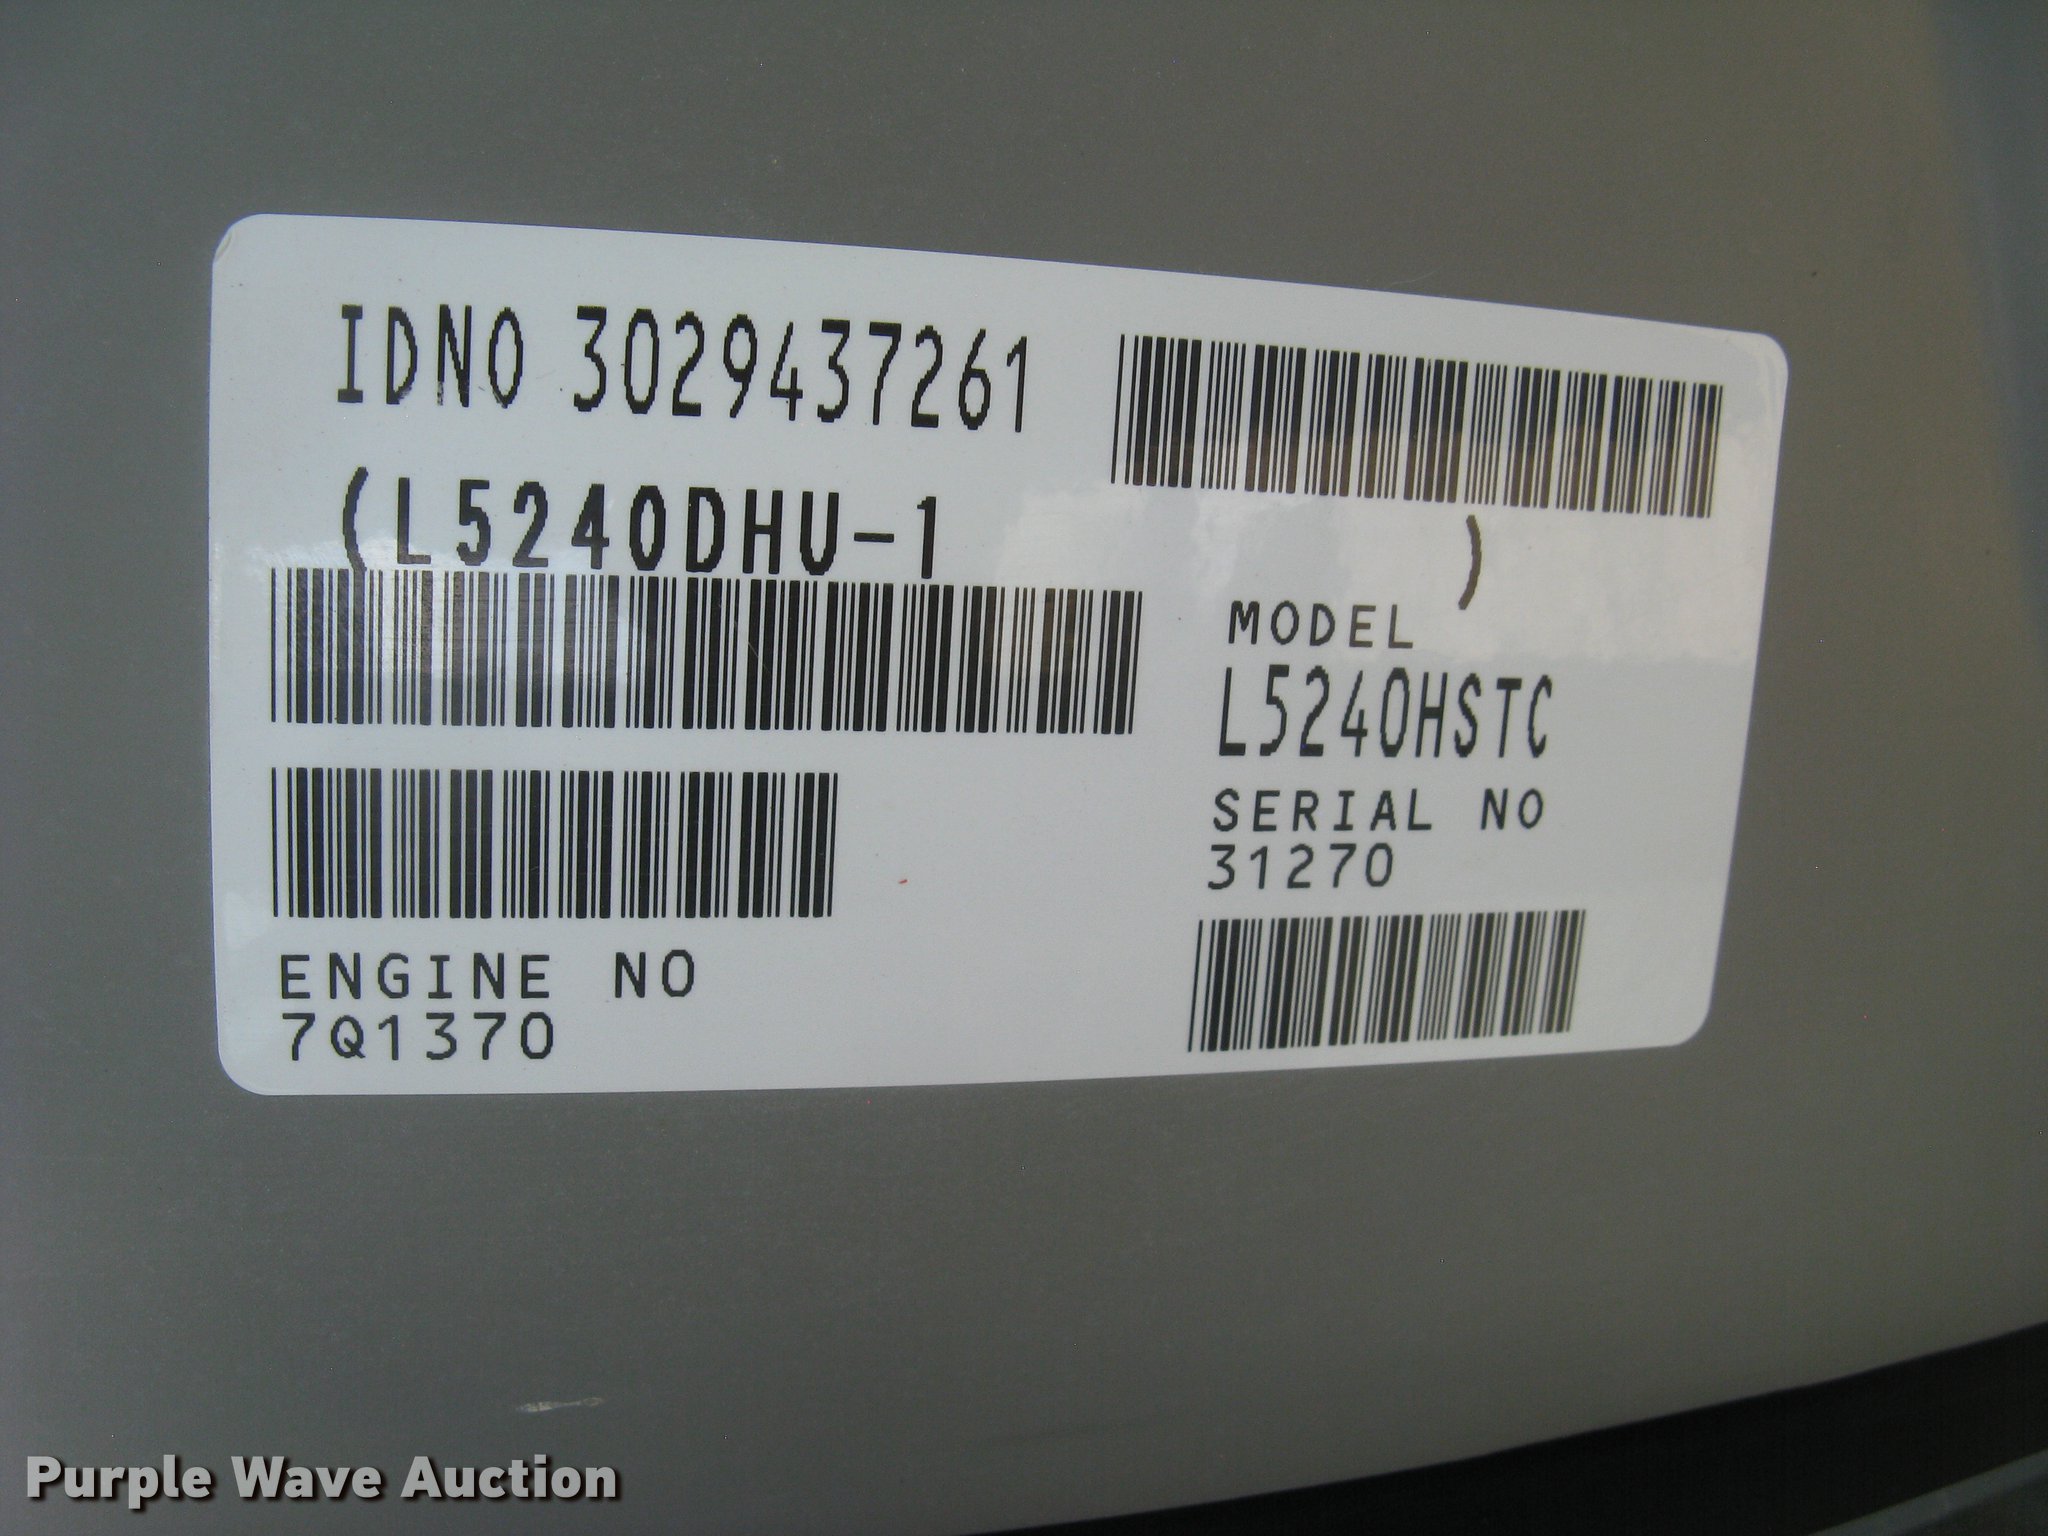 IDNO 3029437261
(L5240DHU-1 )
MODEL
L5240HSTC
SERIAL NO
31270
ENGINE NO
7Q1370
Purple Wave Auction